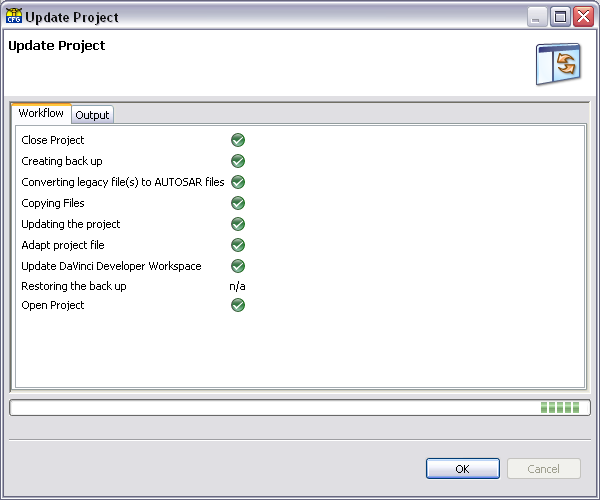 CFG Update Project
Update Project
Workflow Output
Close Project
Creating back up
Converting legacy file(s) to AUTOSAR files
Copying Files
Updating the project
Adapt project file
Update DaVinci Developer Workspace
Restoring the back up n/a
Open Project
OK Cancel